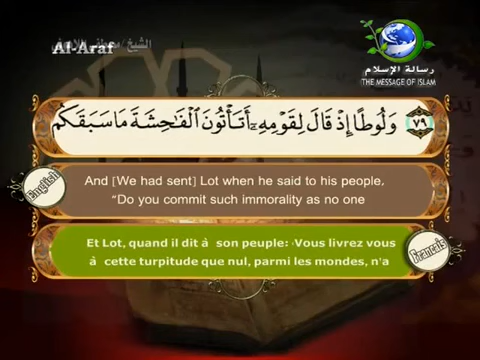 Al-Araf
رسالة الإسلام
THE MESSAGE OF ISLAM
وَلُوطًا إِذْ قَالَ لِقَوْمِهِۦٓ أَتَأْتُونَ ٱلْفَـٰحِشَةَ مَا سَبَقَكُم
٧٩
English
And [We had sent] Lot when he said to his people,
“Do you commit such immorality as no one
Et Lot, quand il dit à son peuple: ‹Vous livrez vous
à cette turpitude que nul, parmi les mondes, n'a
Francais